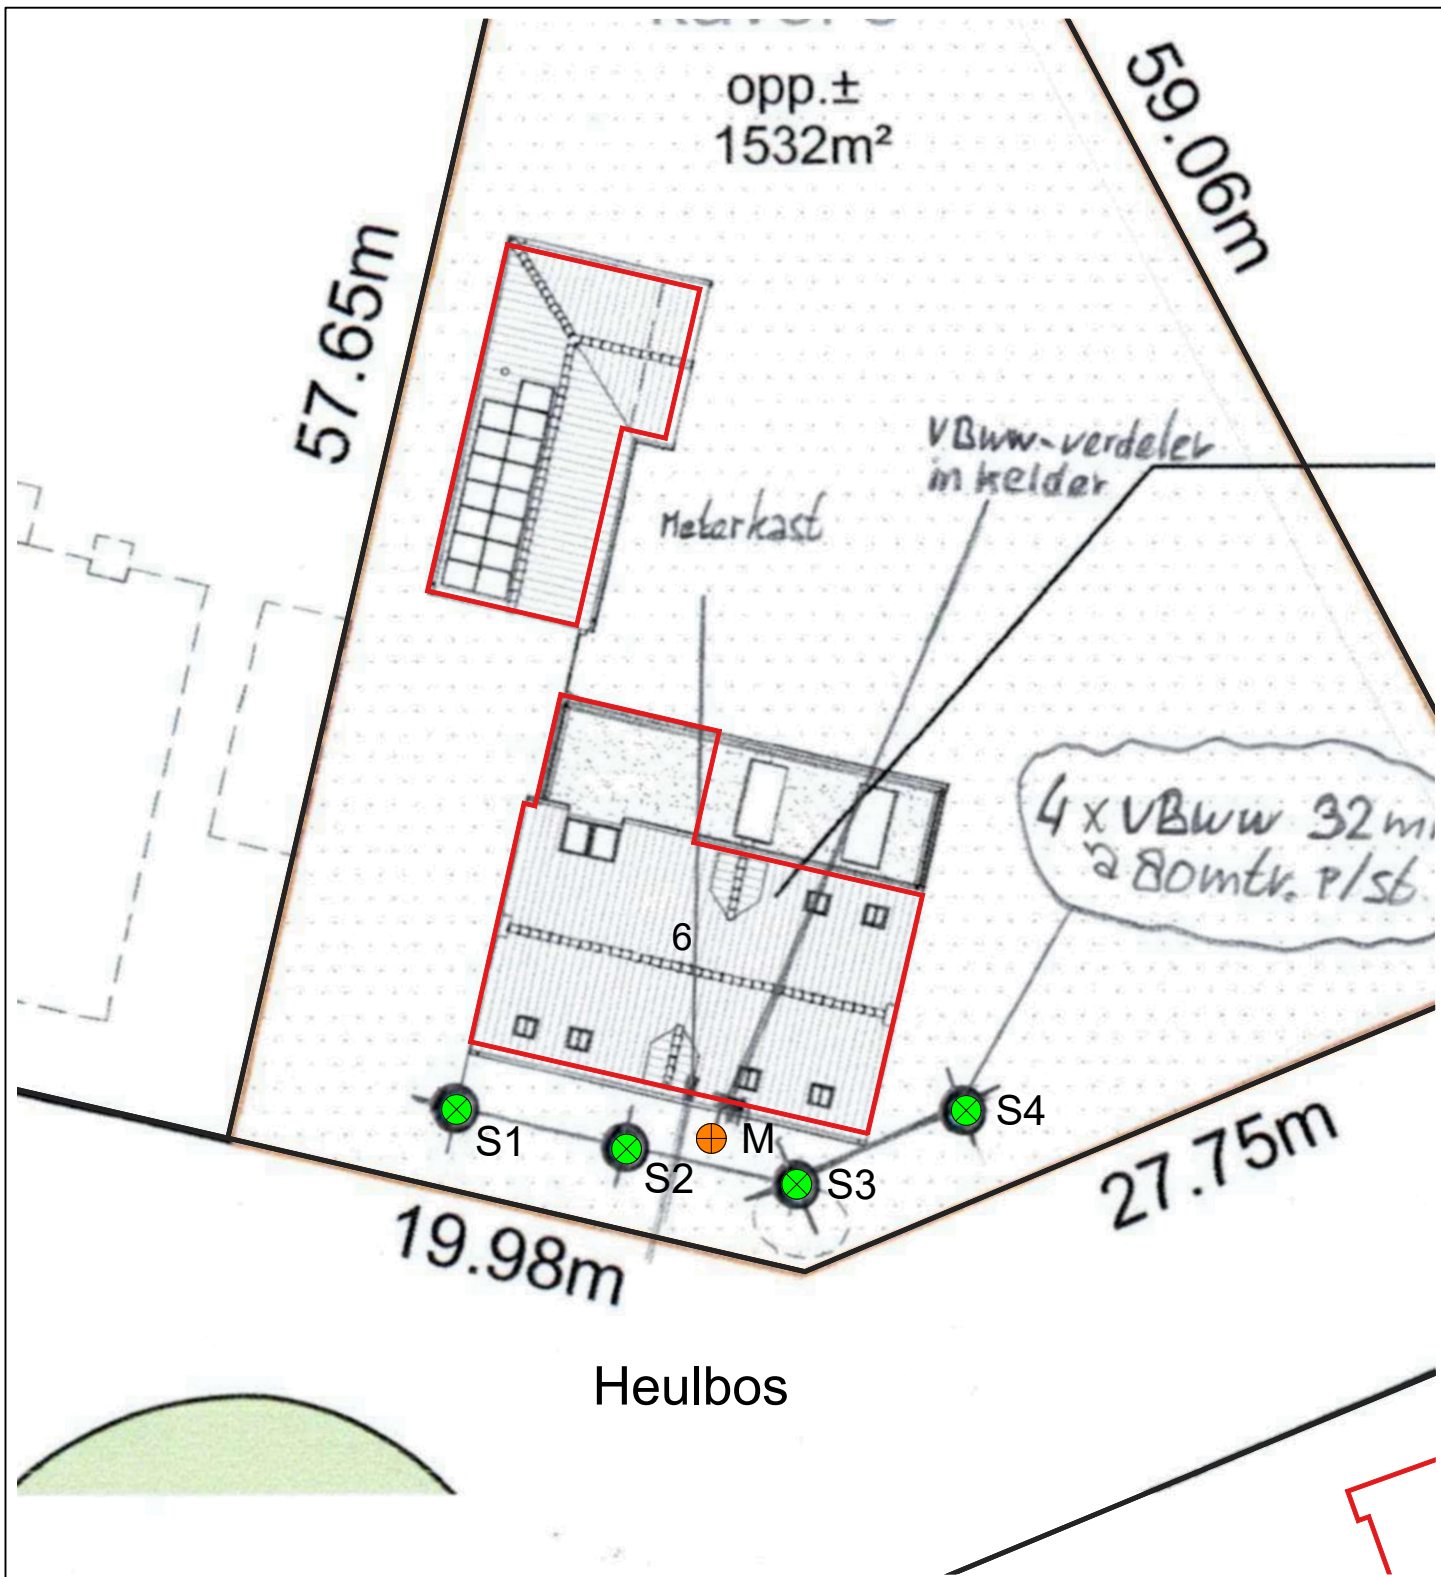 opp.±
1532m²
59.06m
57.65m
VBww-verdeler
in kelder
Meterkast
4 x VBww 32 m
a 80mtr. p/st.
6
S1
S2
M
S3
S4
19.98m
27.75m
Heulbos